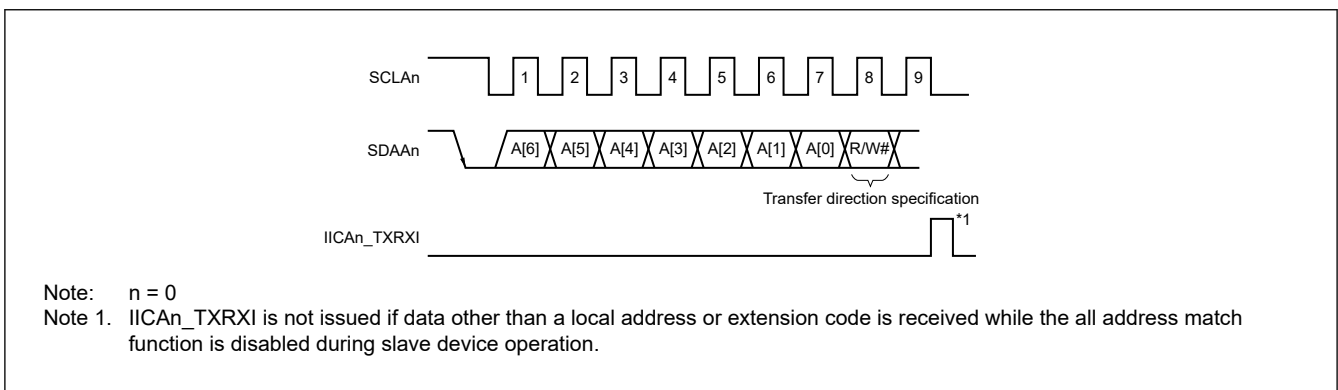 SCLAn 1 2 3 4 5 6 7 8 9
SDAAn A[6] A[5] A[4] A[3] A[2] A[1] A[0] R/W#
Transfer direction specification
IICAn_TXRXI *1
Note: n = 0
Note 1. IICAn_TXRXI is not issued if data other than a local address or extension code is received while the all address match
function is disabled during slave device operation.